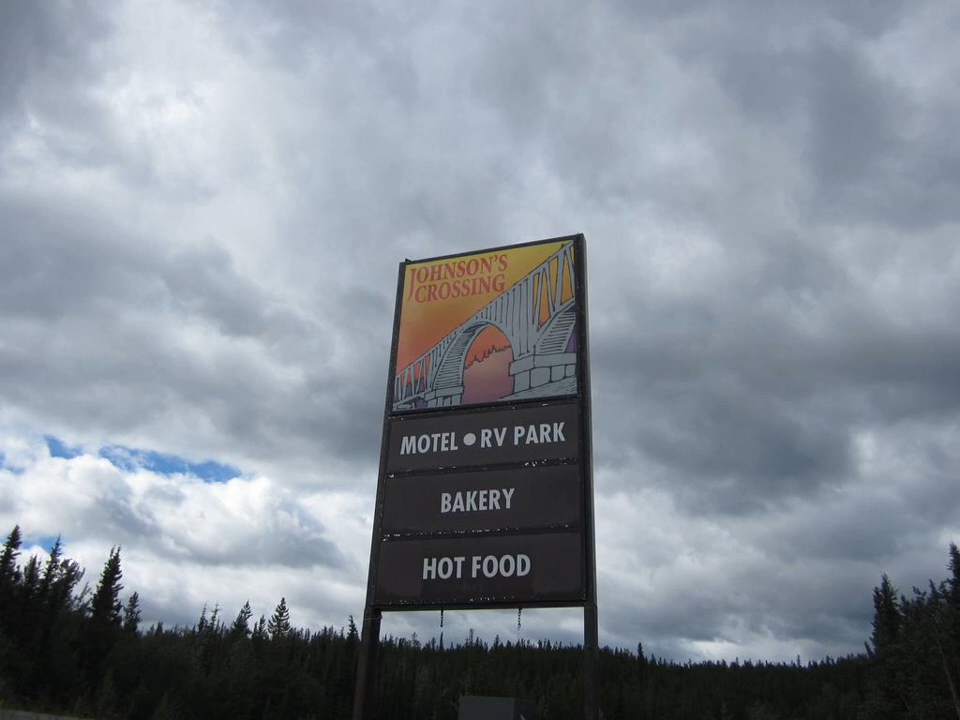 JOHNSON'S
CROSSING
MOTEL • RV PARK
BAKERY
HOT FOOD